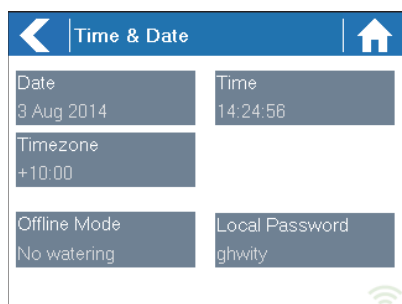 Time & Date
Date
3 Aug 2014
Time
14:24:56
Timezone
+10:00
Offline Mode
No watering
Local Password
ghwity